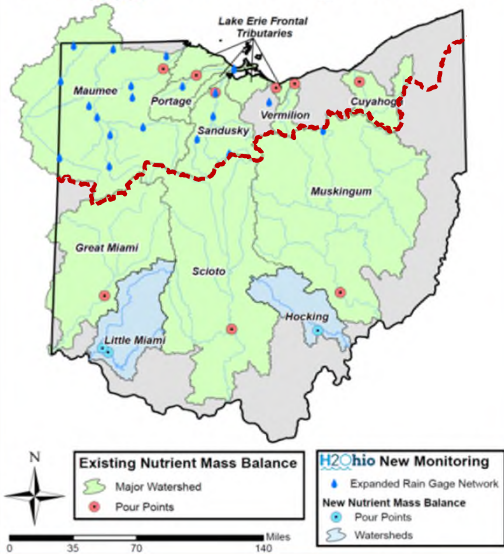 Lake Erie Frontal
Tributaries
Maumee
Portage
Sandusky
Vermilion
Cuyahoga
Muskingum
Great Miami
Scioto
Hocking
Little Miami
N
Existing Nutrient Mass Balance
Major Watershed
Pour Points
Miles
0 35 70 140
H2Ohio New Monitoring
Expanded Rain Gage Network
New Nutrient Mass Balance
Pour Points
Watersheds